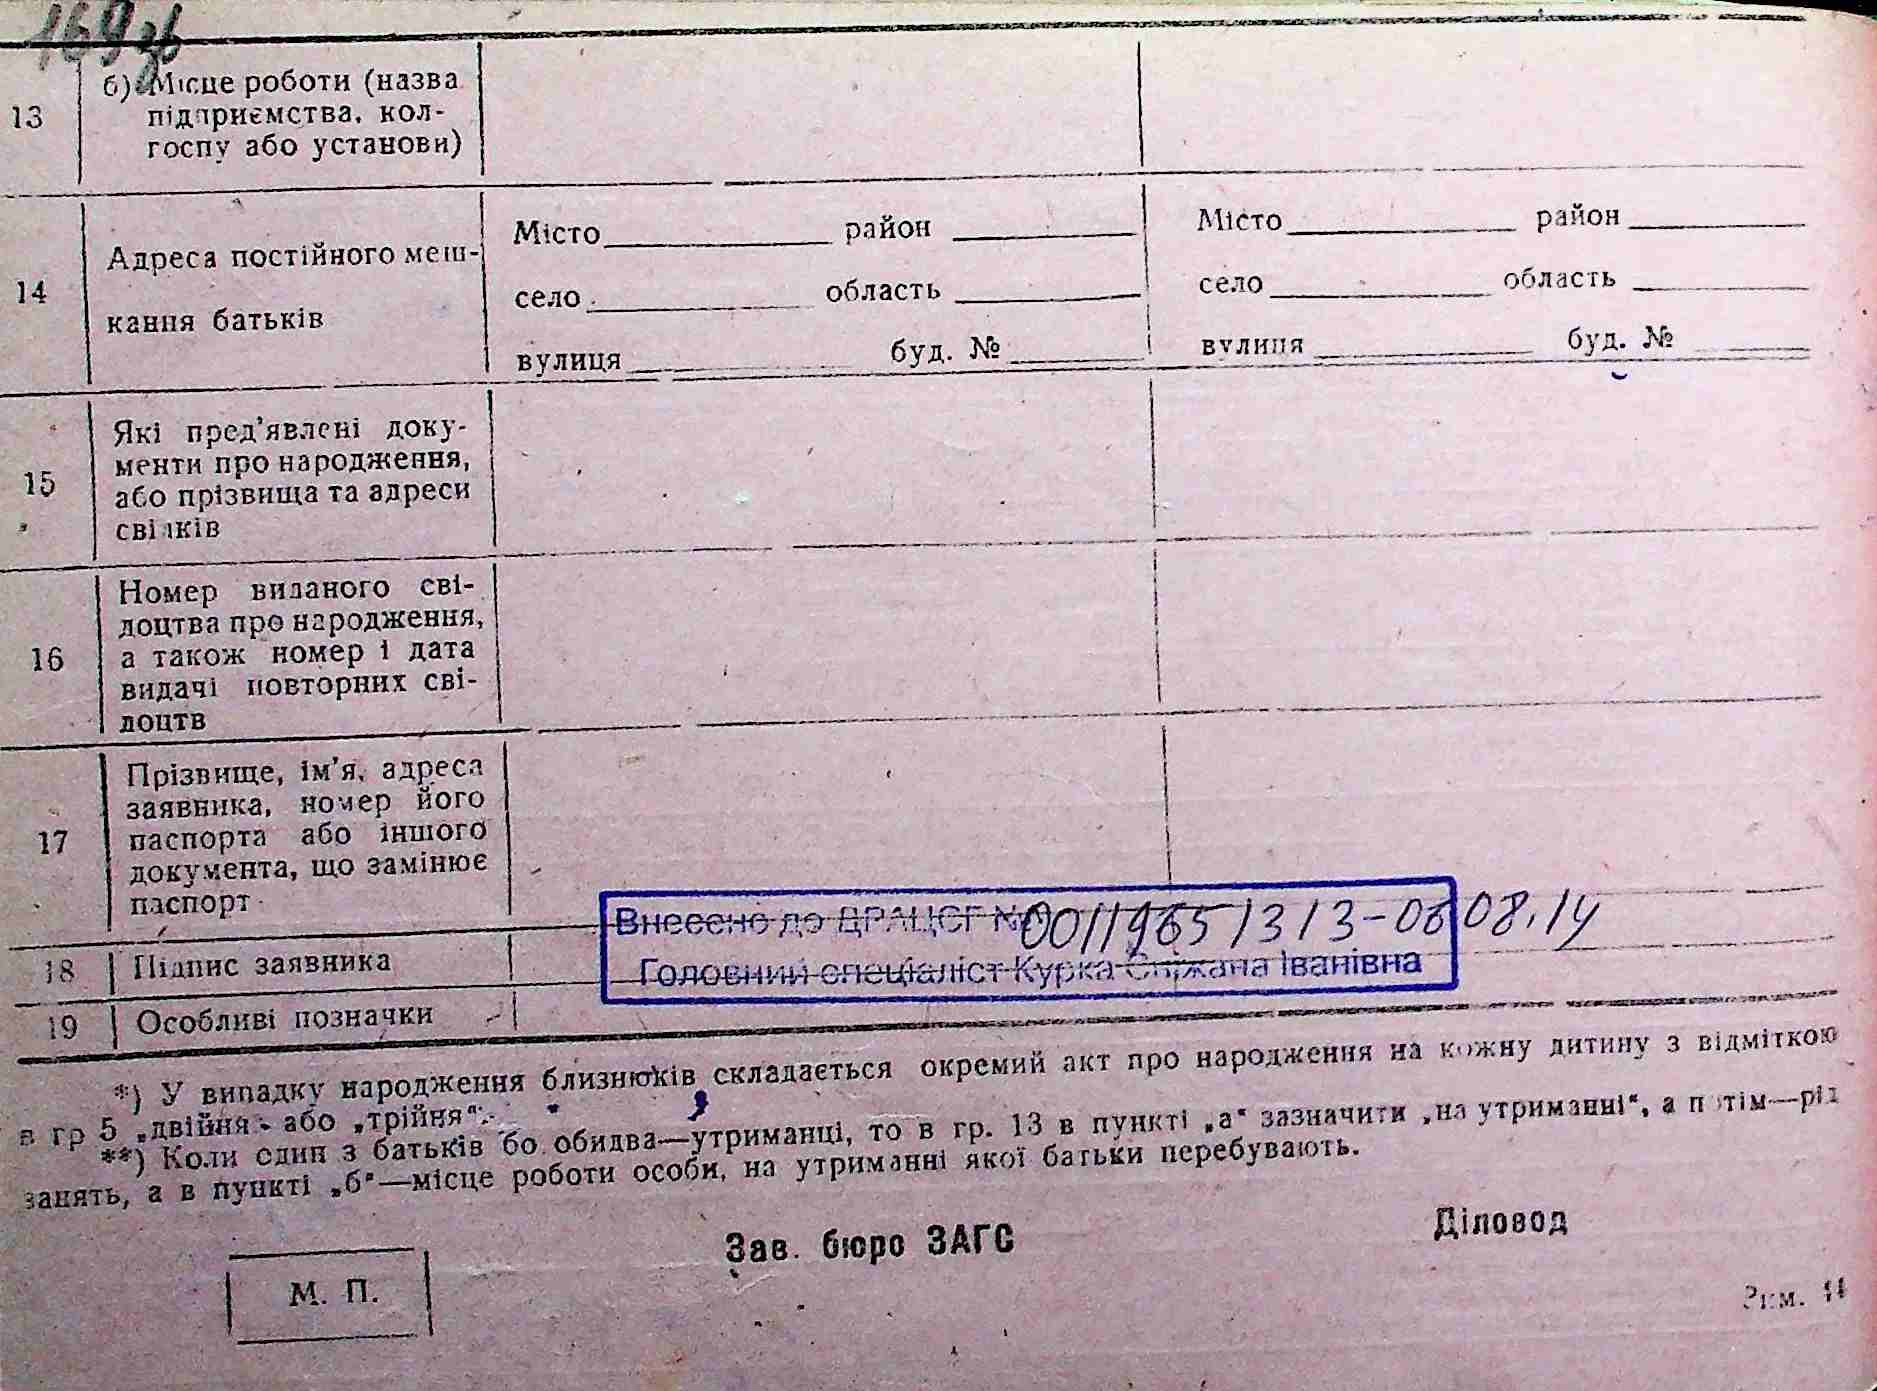 169зв
13
б) Місце роботи (назва
підприємства, кол-
госпу або установи)
14
Адреса постійного меш-
кання батьків
Місто район
село область
вулиця буд. №
Місто район
село область
вулиця буд. №
15
Які пред’явлені доку-
менти про народження,
або прізвища та адреси
свідків
16
Номер виданого сві-
доцтва про народження,
а також номер і дата
видачі повторних сві-
доцтв
17
Прізвище, ім’я, адреса
заявника, номер його
паспорта або іншого
документа, що замінює
паспорт
Внесено до ДРАЦСГ № 00119651313-06 08.14
Головний спеціаліст Курка Сніжана Іванівна
18 Підпис заявника
19 Особливі позначки
*) У випадку народження близнюків складається окремий акт про народження на кожну дитину з відміткою
в гр 5 „двійня“ або „трійня“.
**) Коли один з батьків бо обидва—утриманці, то в гр. 13 в пункті „а“ зазначити „на утриманні“, а потім—рід
занять, а в пункті „б“—місце роботи особи, на утриманні якої батьки перебувають.
Зав. бюро ЗАГС
Діловод
М. П.